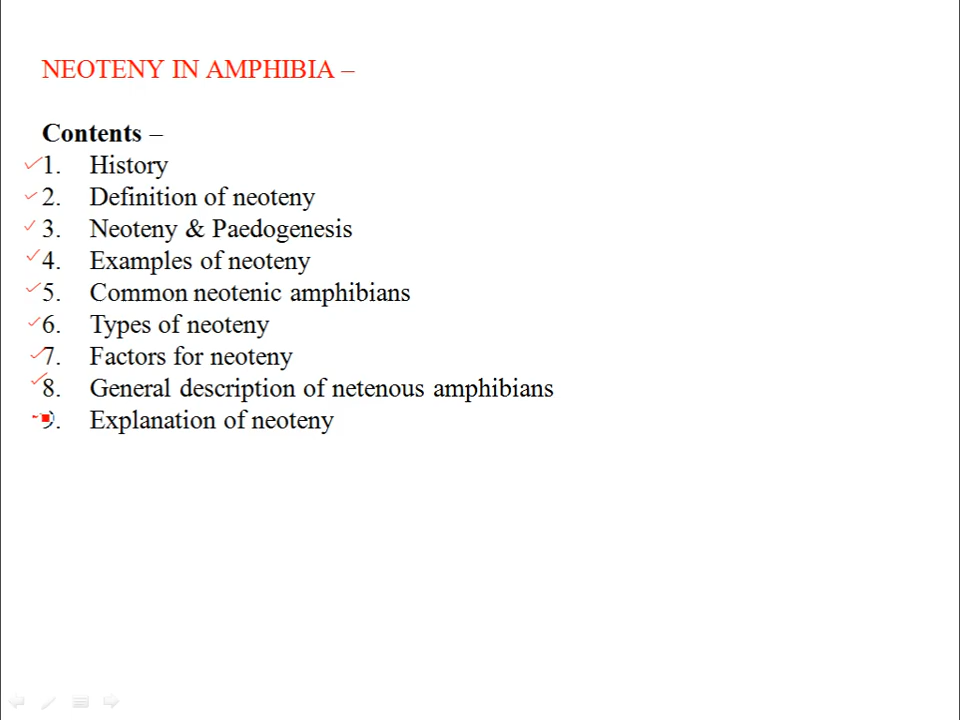 NEOTENY IN AMPHIBIA –
Contents –
1. History
2. Definition of neoteny
3. Neoteny & Paedogenesis
4. Examples of neoteny
5. Common neotenic amphibians
6. Types of neoteny
7. Factors for neoteny
8. General description of netenous amphibians
9. Explanation of neoteny